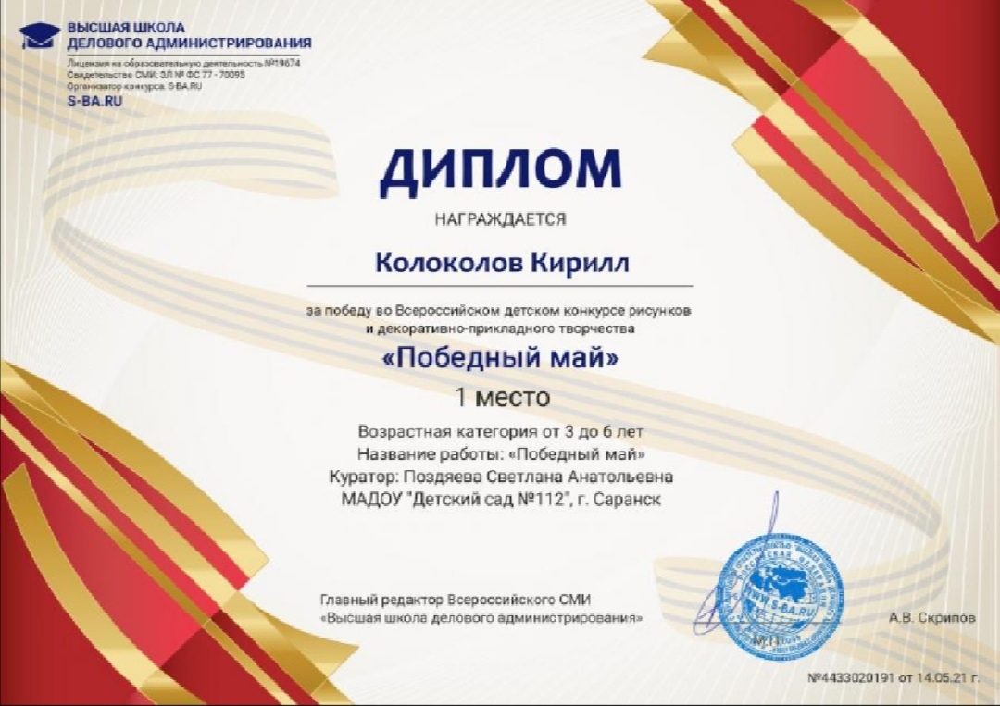 ВЫСШАЯ ШКОЛА
ДЕЛОВОГО АДМИНИСТРИРОВАНИЯ
Лицензия на образовательную деятельность №19674
Свидетельство СМИ: ЭЛ № ФС 77 - 70095
Организатор конкурса: S-BA.RU
S-BA.RU
ДИПЛОМ
НАГРАЖДАЕТСЯ
Колоколов Кирилл
за победу во Всероссийском детском конкурсе рисунков
и декоративно-прикладного творчества
«Победный май»
1 место
Возрастная категория от 3 до 6 лет
Название работы: «Победный май»
Куратор: Поздяева Светлана Анатольевна
МАДОУ "Детский сад №112", г. Саранск
Главный редактор Всероссийского СМИ
«Высшая школа делового администрирования»
WWW.S-BA.RU
М.П.
А.В. Скрипов
№4433020191 от 14.05.21 г.